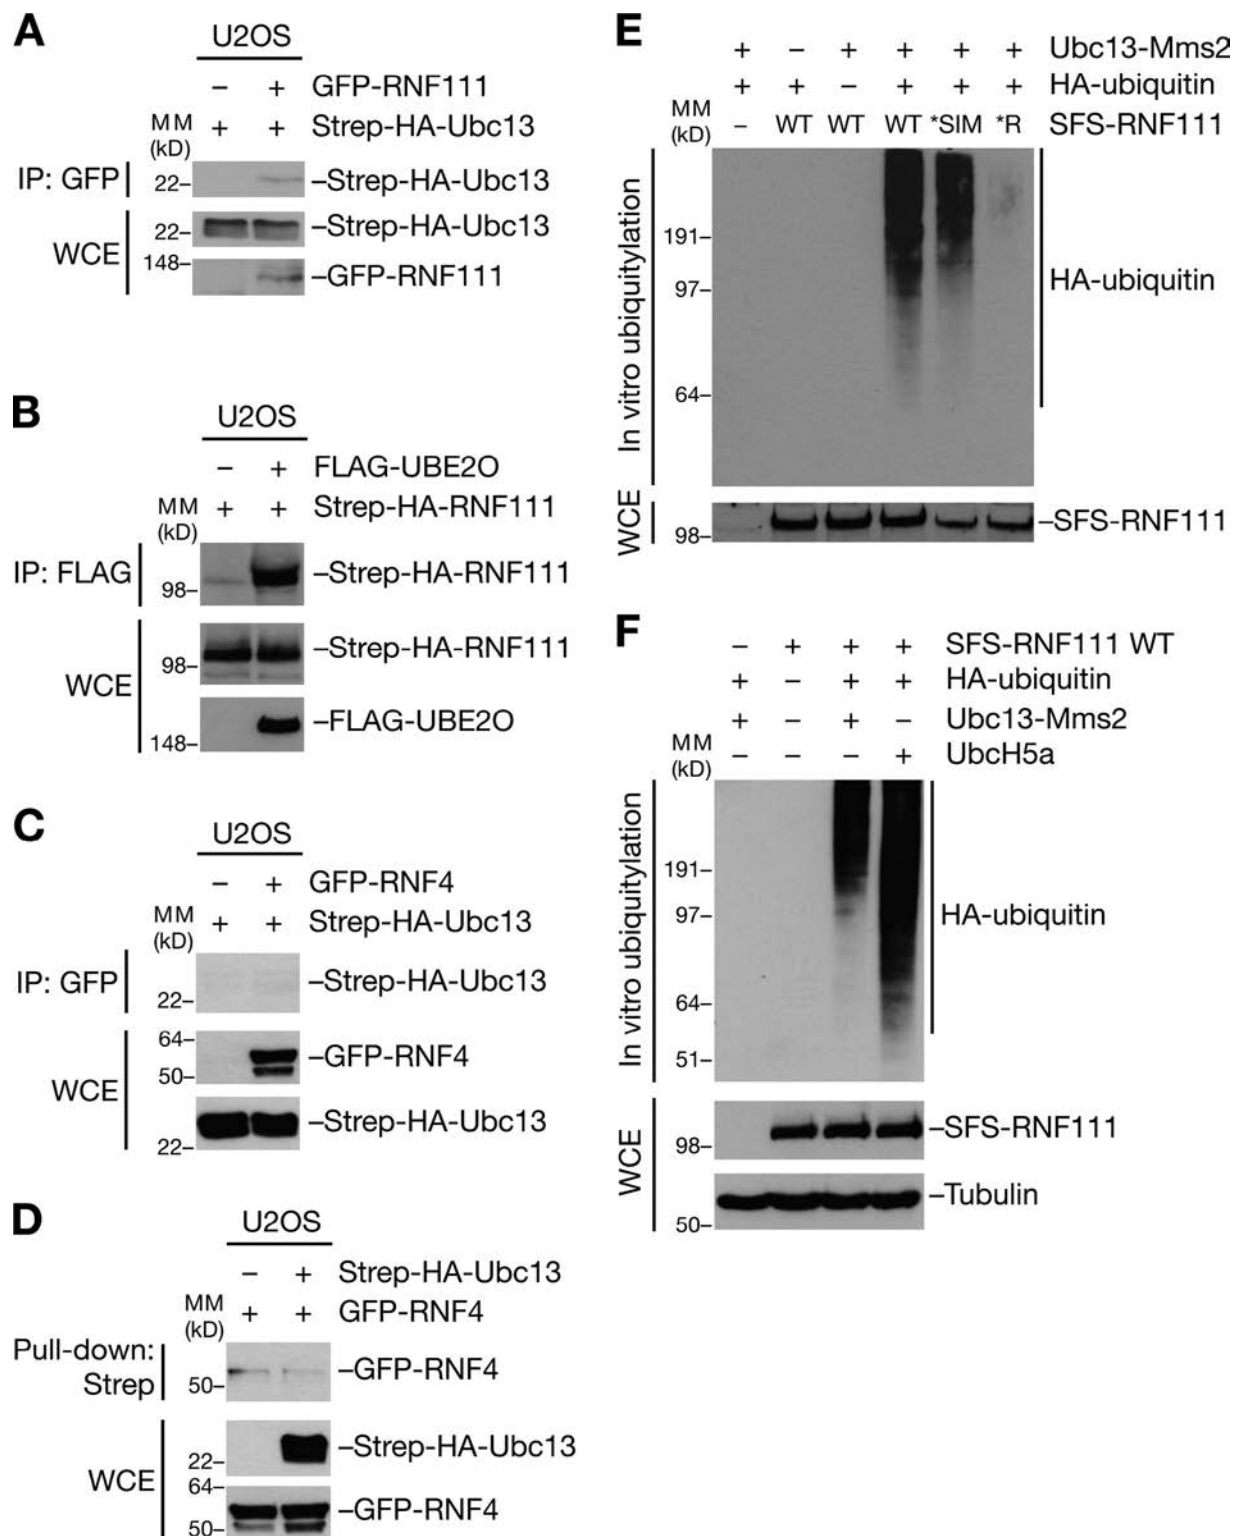 A
U2OS
– + GFP-RNF111
MM (kD) + + Strep-HA-Ubc13
IP: GFP 22– –Strep-HA-Ubc13
WCE 22– –Strep-HA-Ubc13
148– –GFP-RNF111
B
U2OS
– + FLAG-UBE2O
MM (kD) + + Strep-HA-RNF111
IP: FLAG 98– –Strep-HA-RNF111
WCE 98– –Strep-HA-RNF111
148– –FLAG-UBE2O
C
U2OS
– + GFP-RNF4
MM (kD) + + Strep-HA-Ubc13
IP: GFP 22– –Strep-HA-Ubc13
WCE 64– 50– –GFP-RNF4
22– –Strep-HA-Ubc13
D
U2OS
– + Strep-HA-Ubc13
MM (kD) + + GFP-RNF4
Pull-down: Strep 50– –GFP-RNF4
WCE 22– –Strep-HA-Ubc13
64– 50– –GFP-RNF4
E
+ – + + + + Ubc13-Mms2
+ + – + + + HA-ubiquitin
MM (kD) – WT WT WT *SIM *R SFS-RNF111
In vitro ubiquitylation
191–
97–
64–
HA-ubiquitin
WCE 98– –SFS-RNF111
F
– + + + SFS-RNF111 WT
+ – + + HA-ubiquitin
+ – + – Ubc13-Mms2
MM (kD) – – – + UbcH5a
In vitro ubiquitylation
191–
97–
64–
51–
HA-ubiquitin
WCE 98– –SFS-RNF111
50– –Tubulin